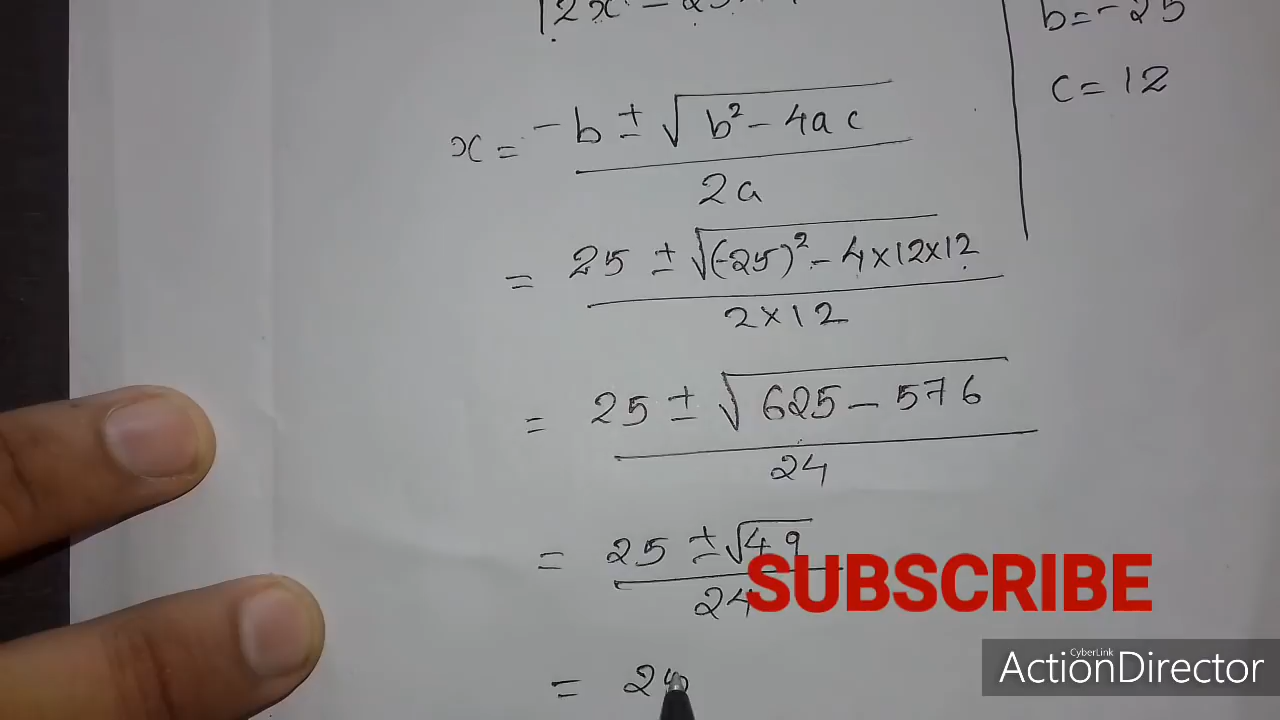 b=-25
c=12
x= -b ± √b² - 4ac
2a
= 25 ± √(-25)² - 4×12×12
2×12
= 25 ± √625 - 576
24
= 25 ± √49
24
SUBSCRIBE
CyberLink
ActionDirector
=